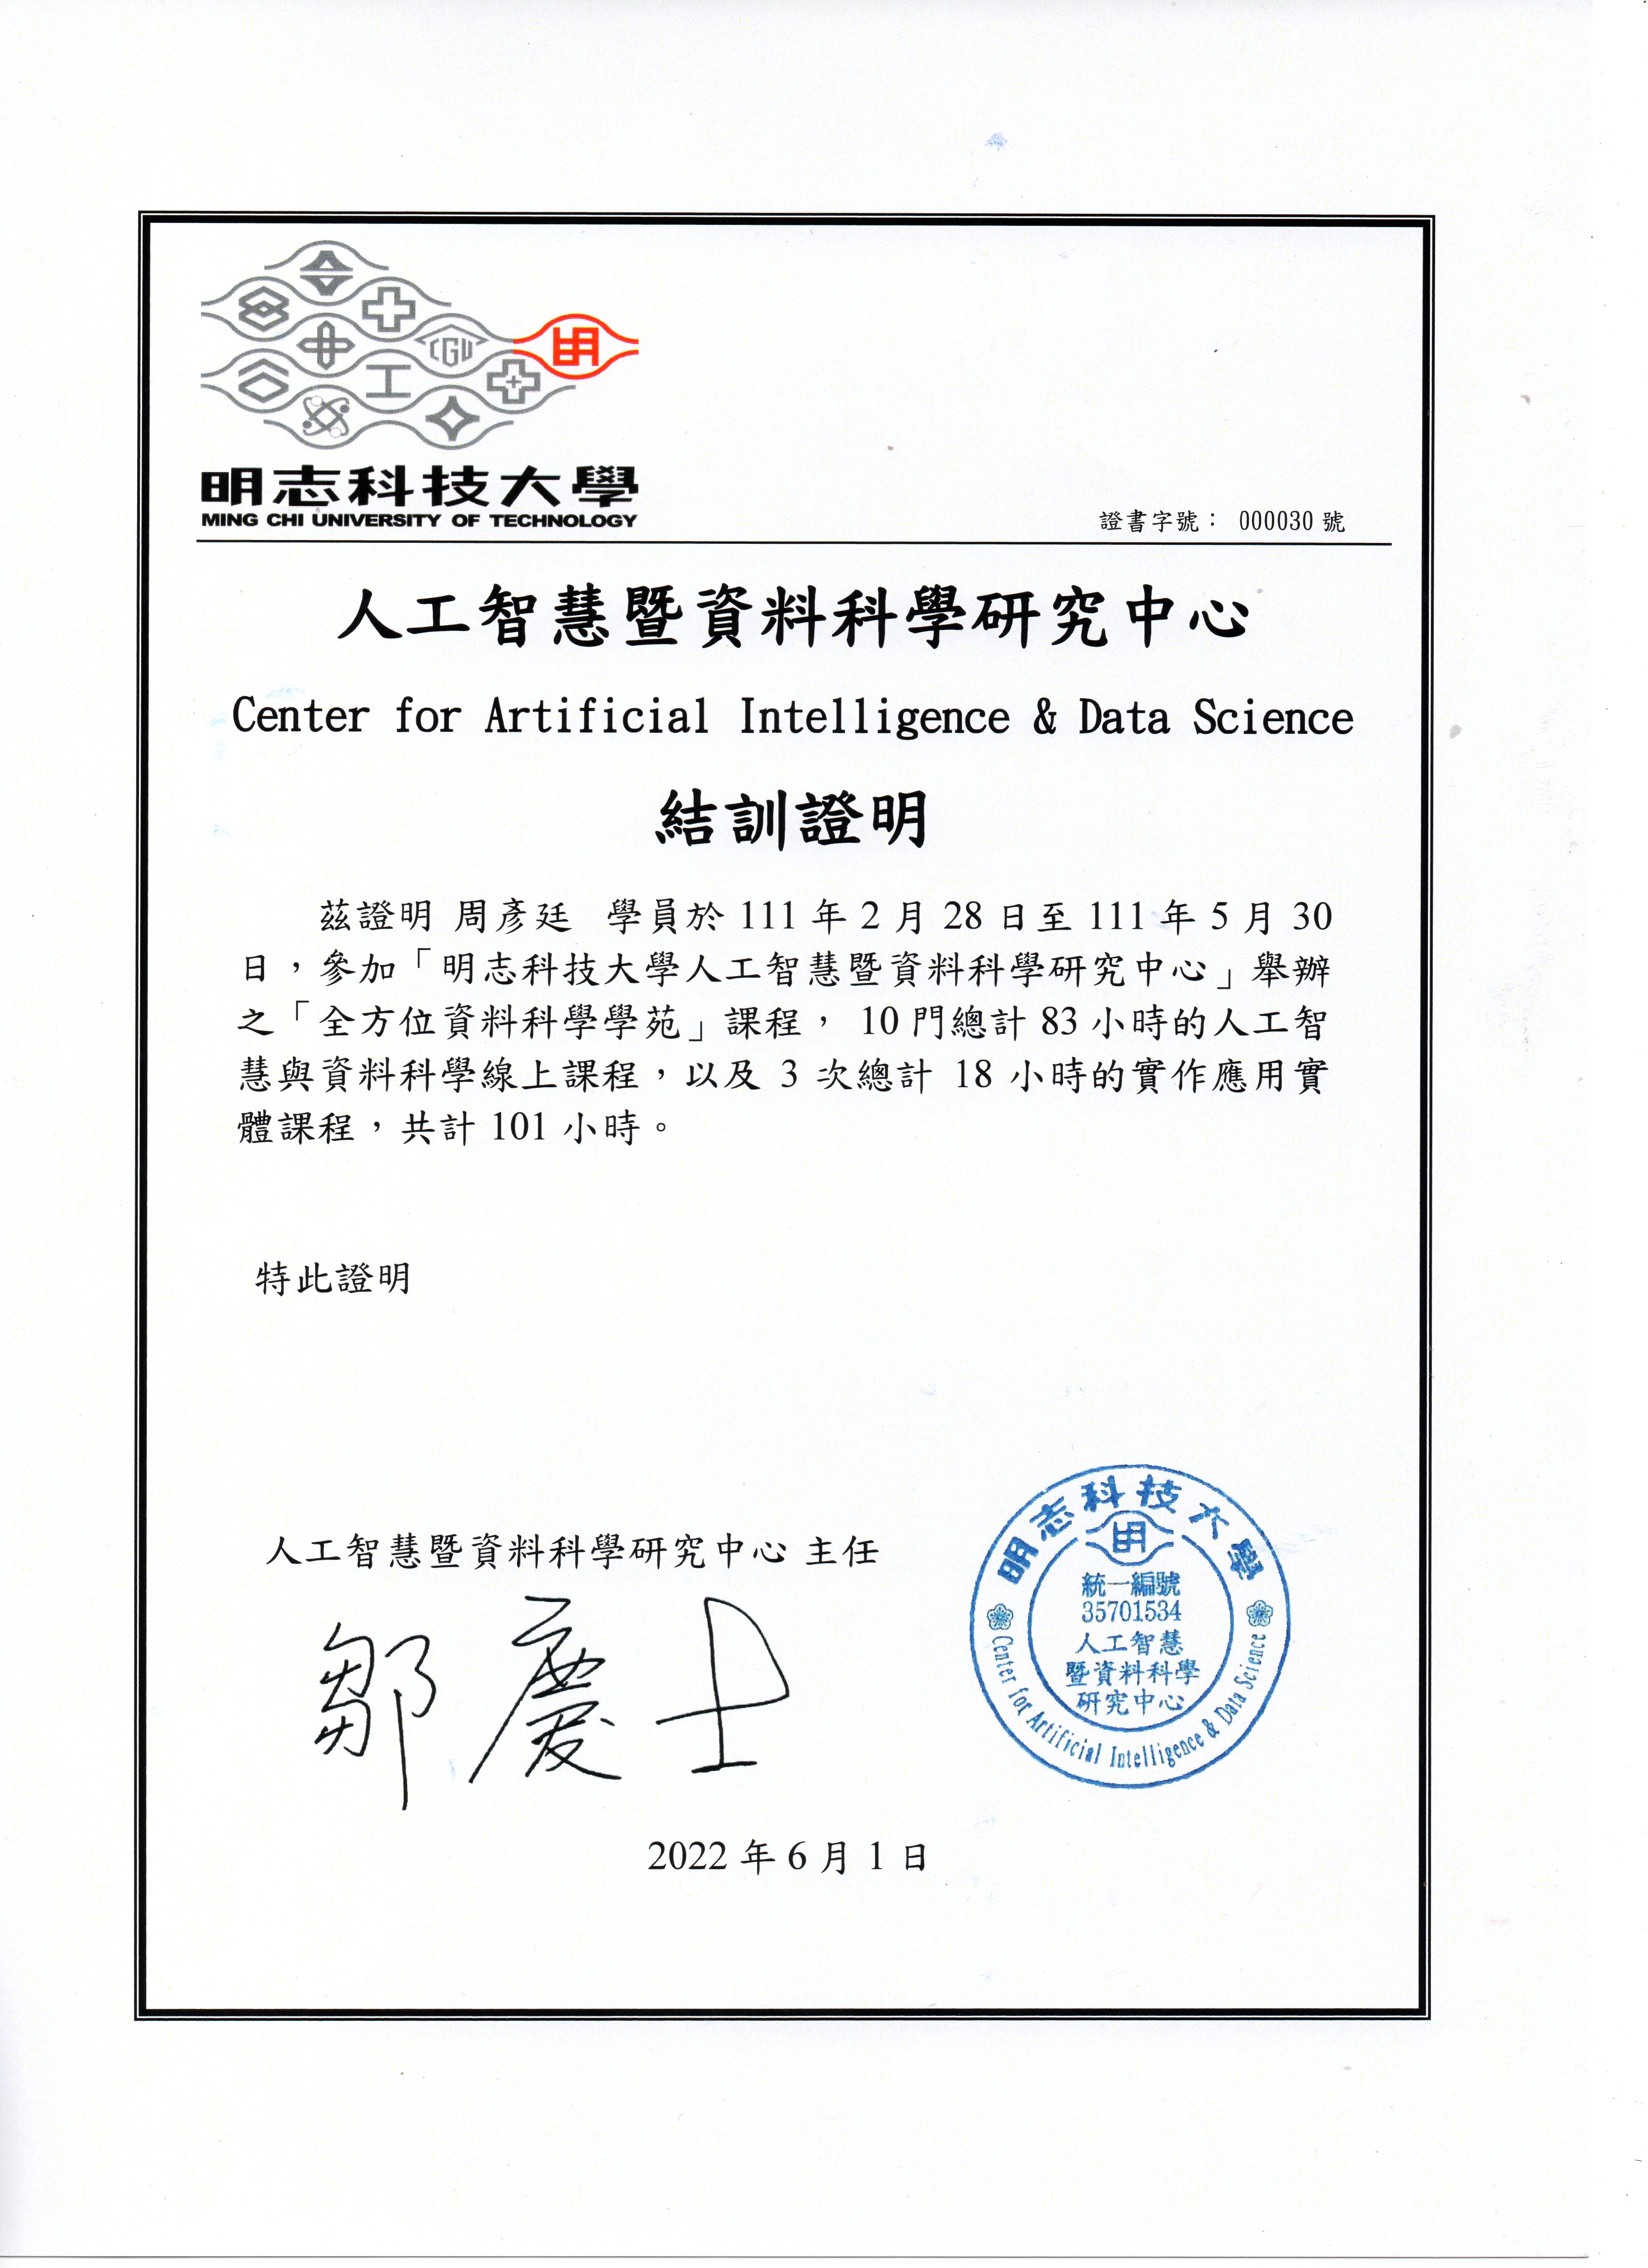 CGU
明
明志科技大學
MING CHI UNIVERSITY OF TECHNOLOGY
證書字號： 000030 號
人工智慧暨資料科學研究中心
Center for Artificial Intelligence & Data Science
結訓證明
茲證明 周彥廷 學員於 111 年 2 月 28 日至 111 年 5 月 30
日，參加「明志科技大學人工智慧暨資料科學研究中心」舉辦
之「全方位資料科學學苑」課程， 10 門總計 83 小時的人工智
慧與資料科學線上課程，以及 3 次總計 18 小時的實作應用實
體課程，共計 101 小時。
特此證明
人工智慧暨資料科學研究中心 主任
鄒慶士
明志科技大學
明
統一編號
35701534
人工智慧
暨資料科學
研究中心
Center for Artificial Intelligence & Data Science
2022 年 6 月 1 日